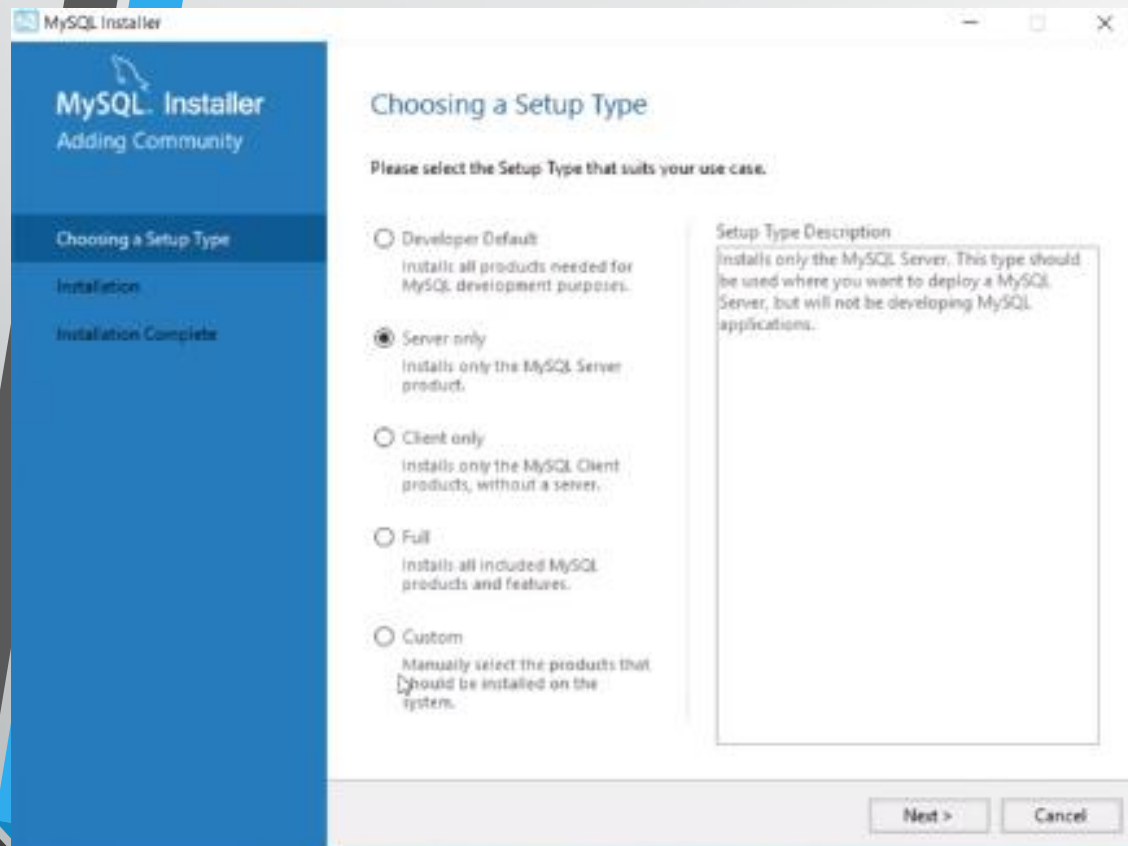 MySQL Installer
MySQL Installer
Adding Community
Choosing a Setup Type
Installation
Installation Complete
Choosing a Setup Type
Please select the Setup Type that suits your use case.
Developer Default
Installs all products needed for
MySQL development purposes.
Server only
Installs only the MySQL Server
product.
Client only
Installs only the MySQL Client
products, without a server.
Full
Installs all included MySQL
products and features.
Custom
Manually select the products that
should be installed on the
system.
Setup Type Description
Installs only the MySQL Server. This type should
be used where you want to deploy a MySQL
Server, but will not be developing MySQL
applications.
Next >
Cancel